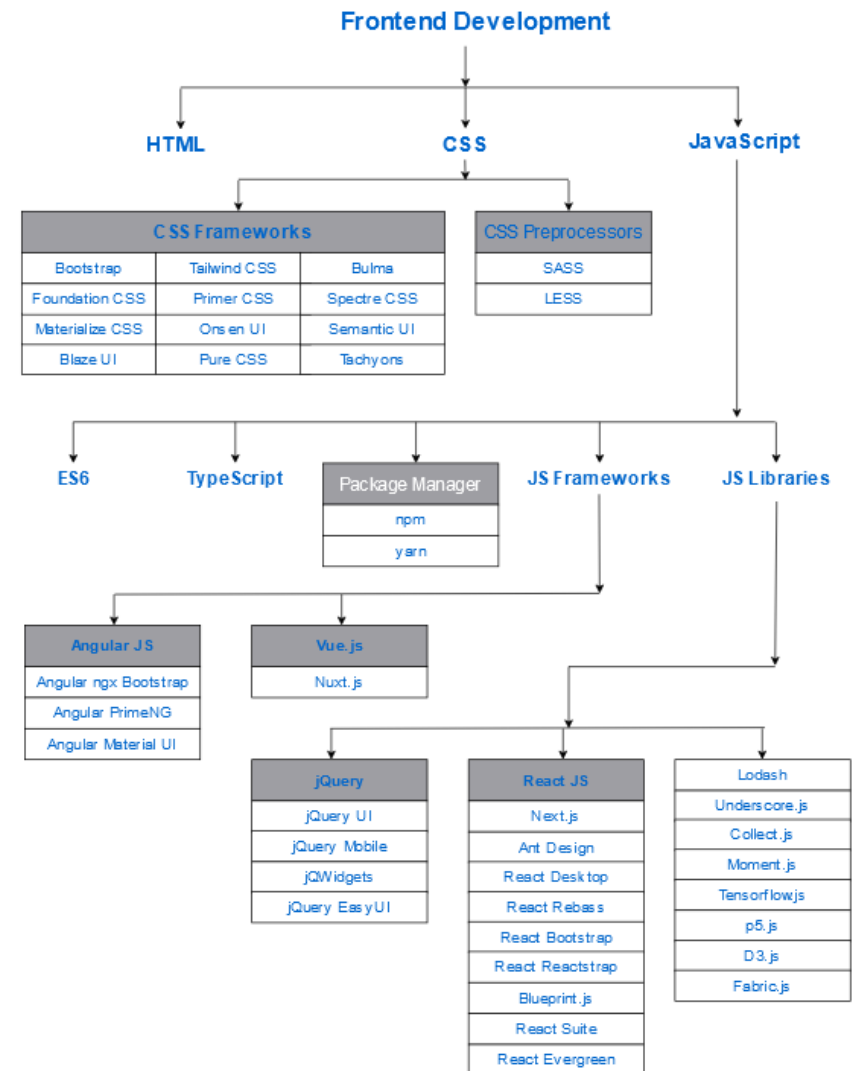 Frontend Development
HTML
CSS
JavaScript
CSS Frameworks
Bootstrap Tailwind CSS Bulma
Foundation CSS Primer CSS Spectre CSS
Materialize CSS Onsen UI Semantic UI
Blaze UI Pure CSS Tachyons
CSS Preprocessors
SASS
LESS
ES6
TypeScript
Package Manager
npm
yarn
JS Frameworks
JS Libraries
Angular JS
Angular ngx Bootstrap
Angular PrimeNG
Angular Material UI
Vue.js
Nuxt.js
jQuery
jQuery UI
jQuery Mobile
jQWidgets
jQuery EasyUI
React JS
Next.js
Ant Design
React Desktop
React Rebass
React Bootstrap
React Reactstrap
Blueprint.js
React Suite
React Evergreen
Lodash
Underscore.js
Collect.js
Moment.js
Tensorflow.js
p5.js
D3.js
Fabric.js